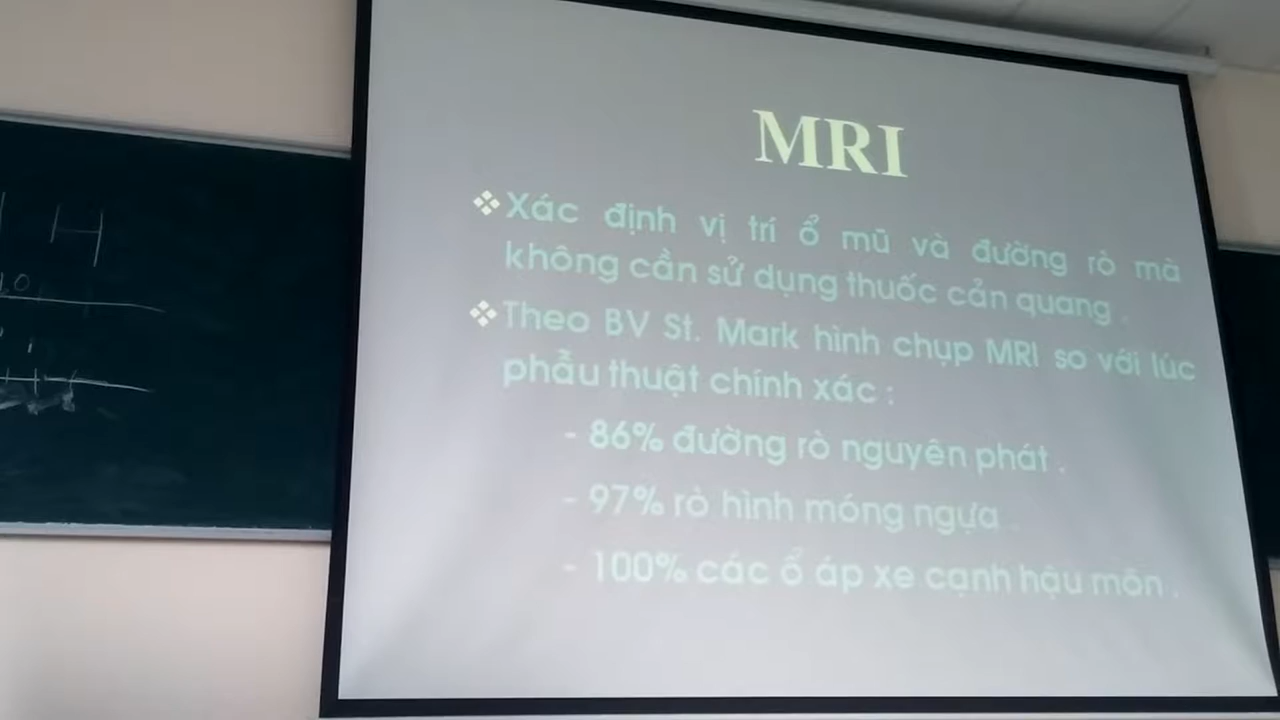 H
MRI
❖ Xác định vị trí ổ mũ và đường rò mà
không cần sử dụng thuốc cản quang .
❖ Theo BV St. Mark hình chụp MRI so với lúc
phẫu thuật chính xác :
- 86% đường rò nguyên phát .
- 97% rò hình móng ngựa .
- 100% các ổ áp xe cạnh hậu môn .